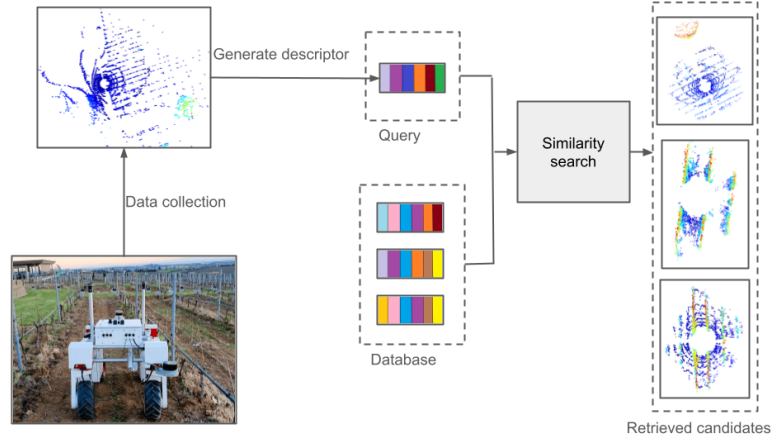 Generate descriptor
Query
Similarity
search
Data collection
Database
Retrieved candidates